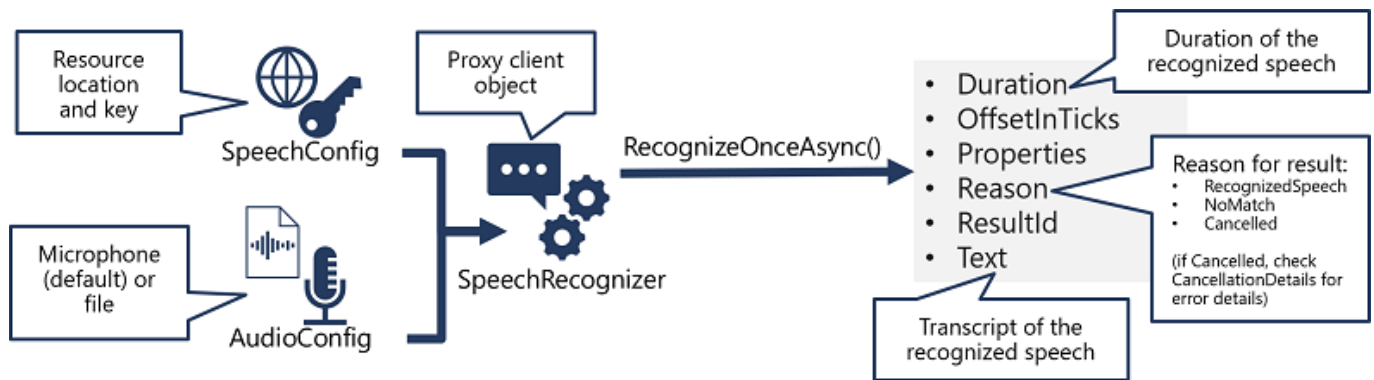 Resource
location
and key
SpeechConfig
Microphone
(default) or
file
AudioConfig
Proxy client
object
SpeechRecognizer
RecognizeOnceAsync()
• Duration
• OffsetInTicks
• Properties
• Reason
• ResultId
• Text
Duration of the
recognized speech
Reason for result:
• RecognizedSpeech
• NoMatch
• Cancelled
(if Cancelled, check
CancellationDetails for
error details)
Transcript of the
recognized speech